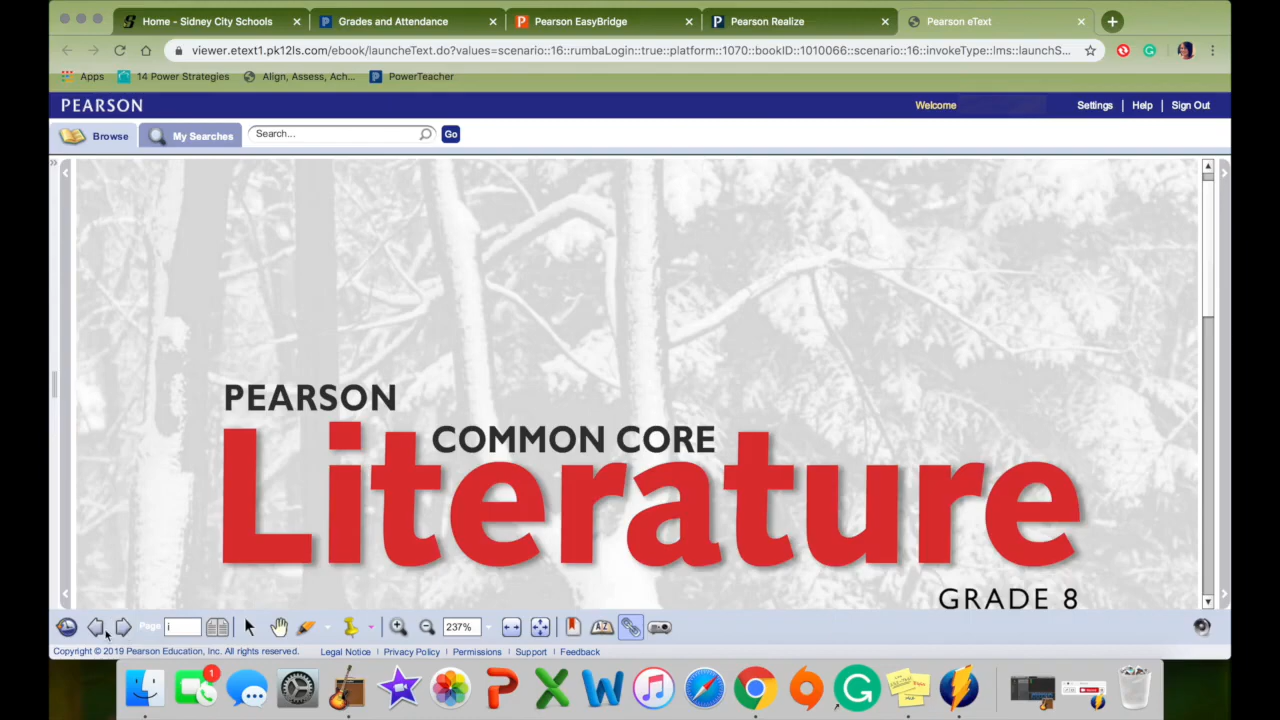 Home - Sidney City Schools
Grades and Attendance
Pearson EasyBridge
Pearson Realize
Pearson eText
viewer.etext1.pk12ls.com/ebook/launcheText.do?values=scenario::16::rumbaLogin::true::platform::1070::bookID::1010066::scenario::16::invokeType::lms::launchS...
Apps
14 Power Strategies
Align, Assess, Ach...
PowerTeacher
PEARSON
Welcome
Settings | Help | Sign Out
Browse
My Searches
Search...
Go
PEARSON
COMMON CORE
Literature
GRADE 8
Page
i
237%
Copyright © 2019 Pearson Education, Inc. All rights reserved.
Legal Notice | Privacy Policy | Permissions | Support | Feedback
1